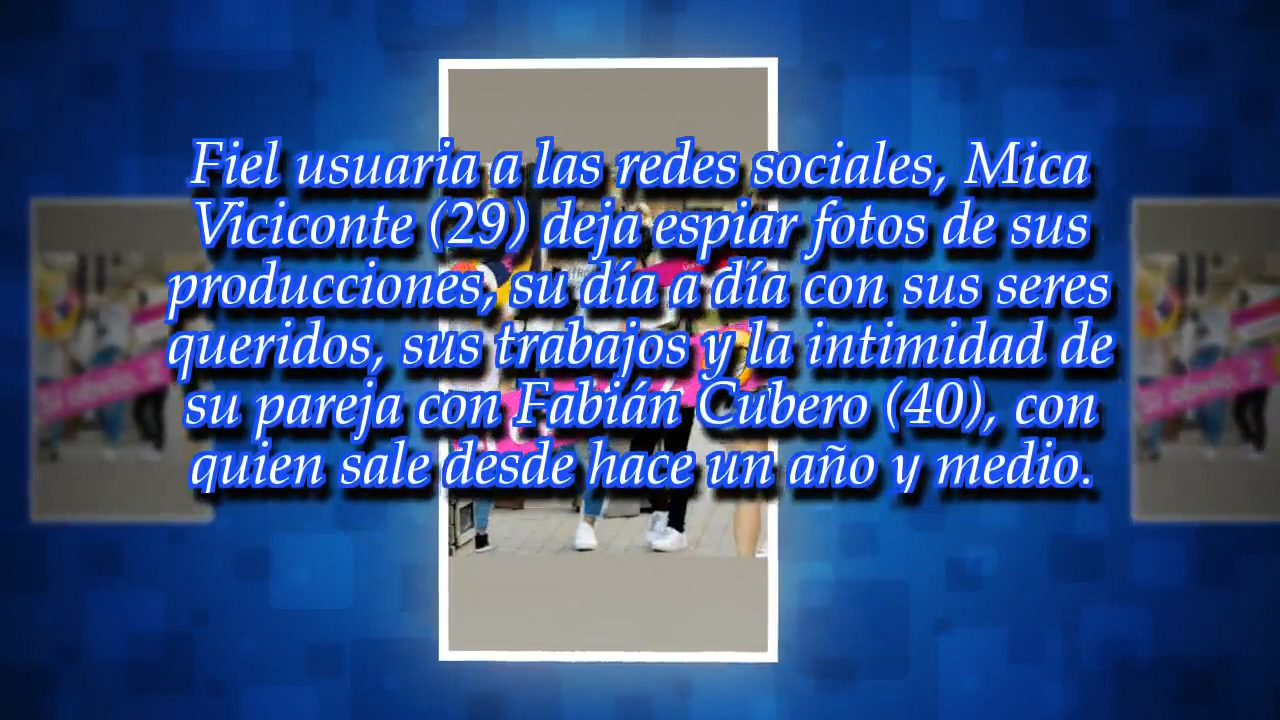 Fiel usuaria a las redes sociales, Mica
Viciconte (29) deja espiar fotos de sus
producciones, su día a día con sus seres
queridos, sus trabajos y la intimidad de
su pareja con Fabián Cubero (40), con
quien sale desde hace un año y medio.